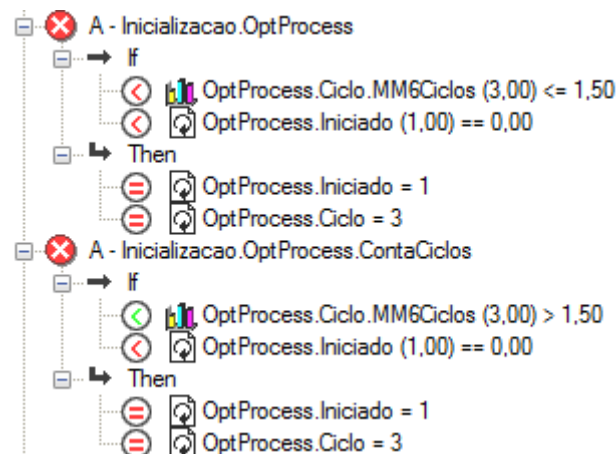 A - Inicializacao.OptProcess
If
OptProcess.Ciclo.MM6Ciclos (3,00) <= 1,50
OptProcess.Iniciado (1,00) == 0,00
Then
OptProcess.Iniciado = 1
OptProcess.Ciclo = 3
A - Inicializacao.OptProcess.ContaCiclos
If
OptProcess.Ciclo.MM6Ciclos (3,00) > 1,50
OptProcess.Iniciado (1,00) == 0,00
Then
OptProcess.Iniciado = 1
OptProcess.Ciclo = 3